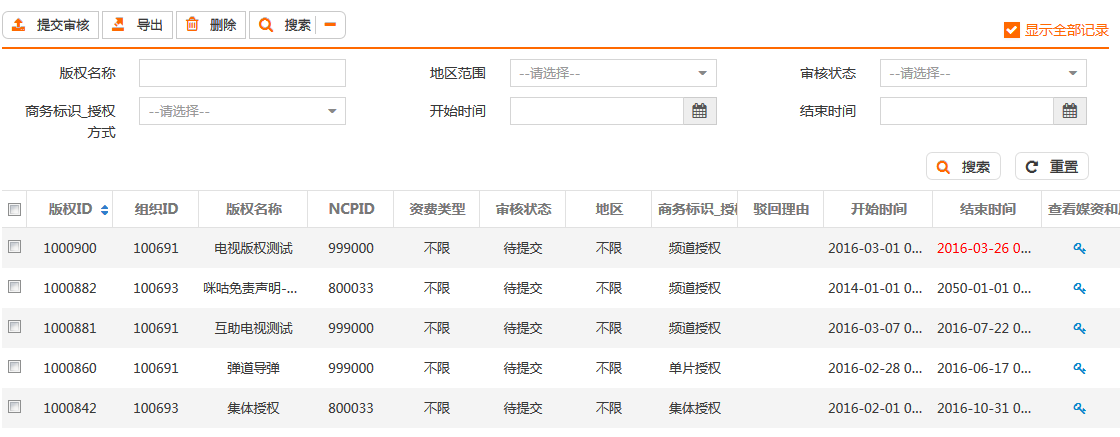 提交审核 导出 删除 搜索 显示全部记录
版权名称 地区范围 --请选择-- 审核状态 --请选择--
商务标识_授权方式 --请选择-- 开始时间 结束时间
搜索 重置
版权ID 组织ID 版权名称 NCPID 资费类型 审核状态 地区 商务标识_授权 驳回理由 开始时间 结束时间 查看媒资和
1000900 100691 电视版权测试 999000 不限 待提交 不限 频道授权 2016-03-01 0... 2016-03-26 0...
1000882 100693 咪咕免责声明-... 800033 不限 待提交 不限 频道授权 2014-01-01 0... 2050-01-01 0...
1000881 100691 互助电视测试 999000 不限 待提交 不限 频道授权 2016-03-07 0... 2016-07-22 0...
1000860 100691 弹道导弹 999000 不限 待提交 不限 单片授权 2016-02-28 0... 2016-06-17 0...
1000842 100693 集体授权 800033 不限 待提交 不限 集体授权 2016-02-01 0... 2016-10-31 0...